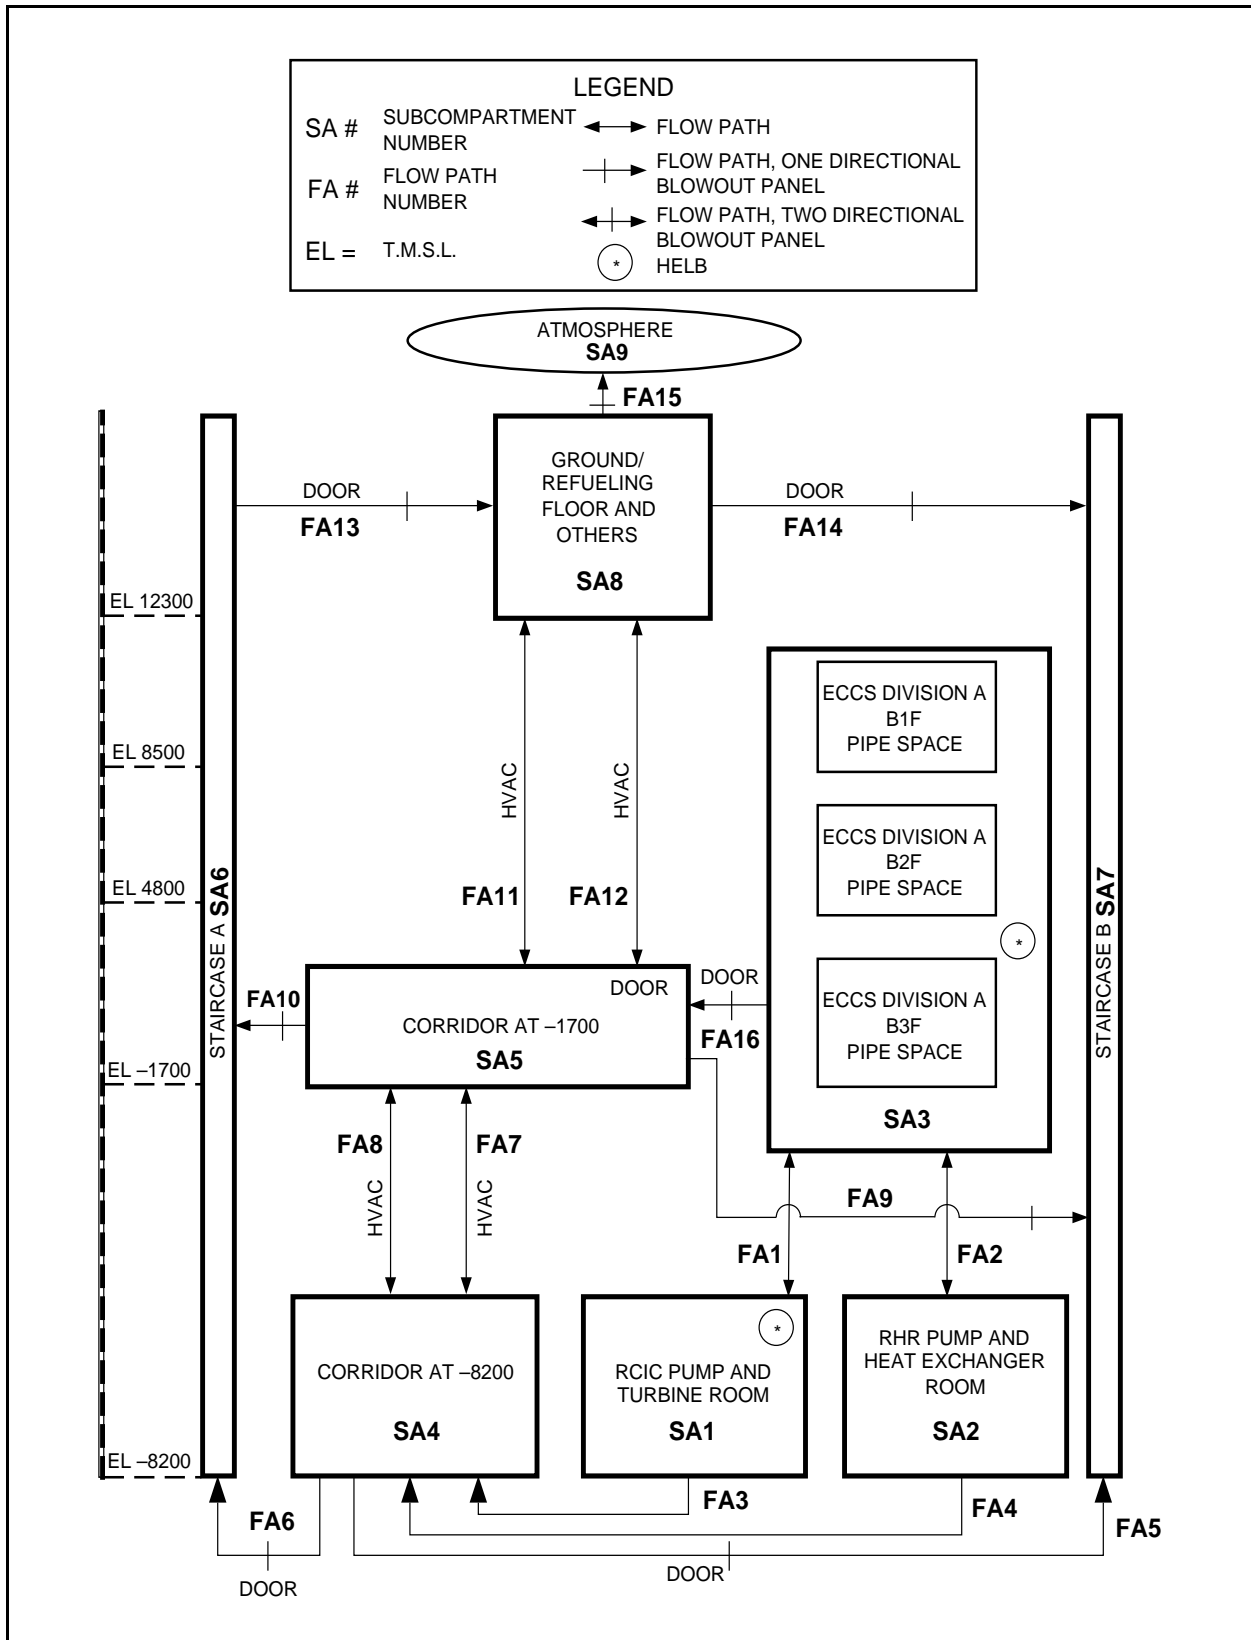 LEGEND
SA # SUBCOMPARTMENT NUMBER
FA # FLOW PATH NUMBER
EL = T.M.S.L.
FLOW PATH
FLOW PATH, ONE DIRECTIONAL
BLOWOUT PANEL
FLOW PATH, TWO DIRECTIONAL
BLOWOUT PANEL
* HELB
ATMOSPHERE
SA9
FA15
GROUND/
REFUELING
FLOOR AND
OTHERS
SA8
DOOR
FA13
DOOR
FA14
EL 12300
EL 8500
EL 4800
EL –1700
EL –8200
STAIRCASE A SA6
STAIRCASE B SA7
HVAC
HVAC
FA11
FA12
ECCS DIVISION A
B1F
PIPE SPACE
ECCS DIVISION A
B2F
PIPE SPACE
*
ECCS DIVISION A
B3F
PIPE SPACE
SA3
FA10
DOOR
CORRIDOR AT –1700
SA5
DOOR
FA16
FA8
FA7
HVAC
HVAC
FA9
FA1
FA2
CORRIDOR AT –8200
SA4
*
RCIC PUMP AND
TURBINE ROOM
SA1
RHR PUMP AND
HEAT EXCHANGER
ROOM
SA2
FA3
FA4
FA5
FA6
DOOR
DOOR